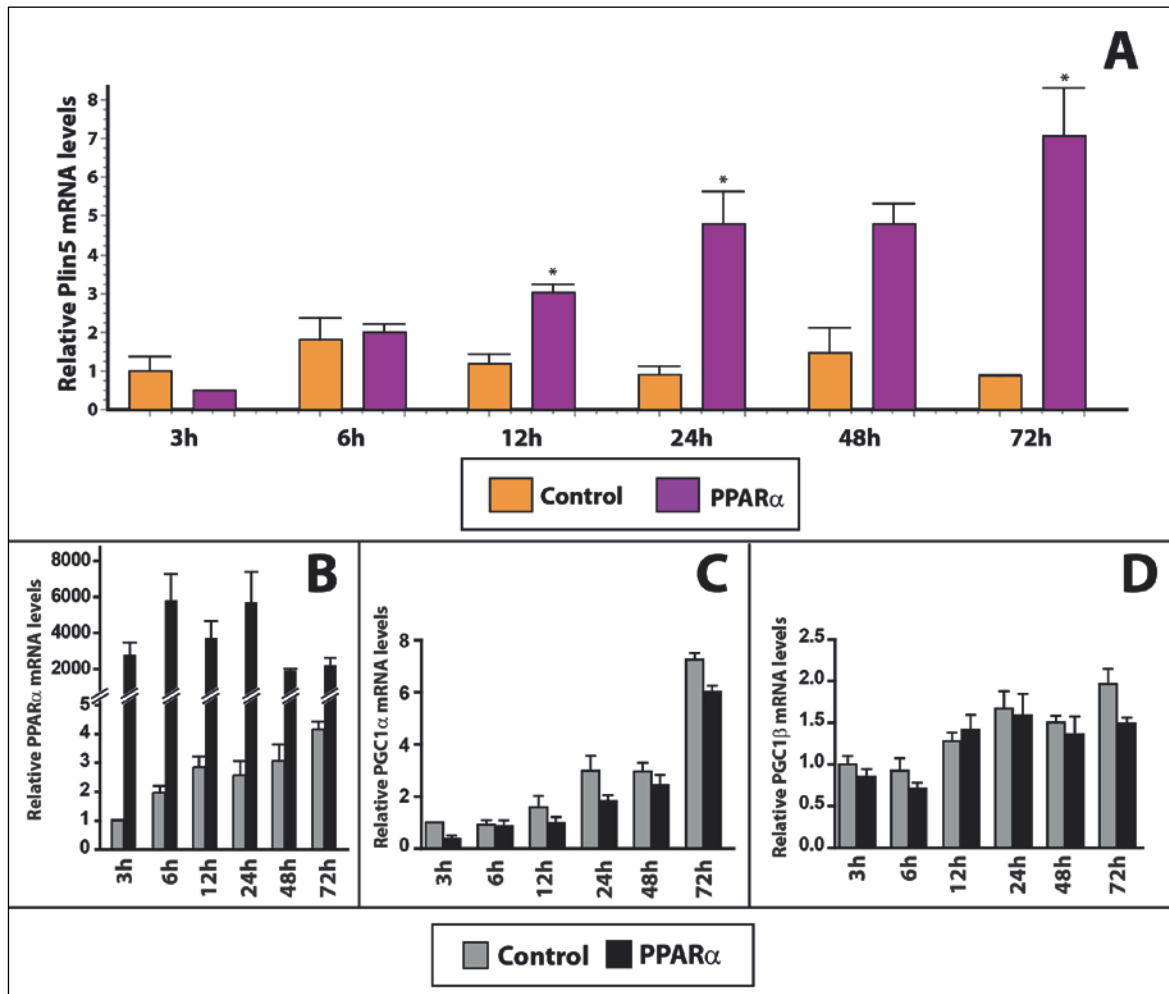 A
Relative Plin5 mRNA levels
8
7
6
5
4
3
2
1
0
*
*
*
3h 6h 12h 24h 48h 72h
Control PPARα
B
Relative PPARα mRNA levels
8000
6000
4000
2000
5
4
3
2
1
0
3h 6h 12h 24h 48h 72h
C
Relative PGC1α mRNA levels
8
6
4
2
0
3h 6h 12h 24h 48h 72h
D
Relative PGC1β mRNA levels
2.5
2.0
1.5
1.0
0.5
0.0
3h 6h 12h 24h 48h 72h
Control PPARα